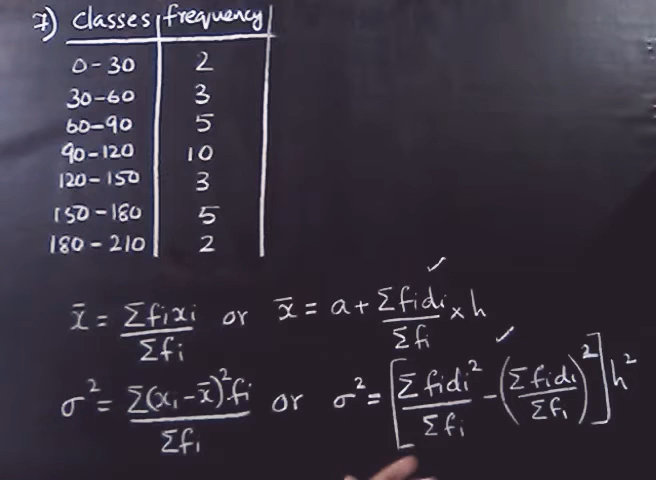 7) classes frequency
0-30 2
30-60 3
60-90 5
90-120 10
120-150 3
150-180 5
180-210 2
x̄ = Σfixi / Σfi or x̄ = a + Σfidi / Σfi × h
σ² = Σ(xi - x̄)²fi / Σfi or σ² = [Σfidi² / Σfi - (Σfidi / Σfi)²] h²